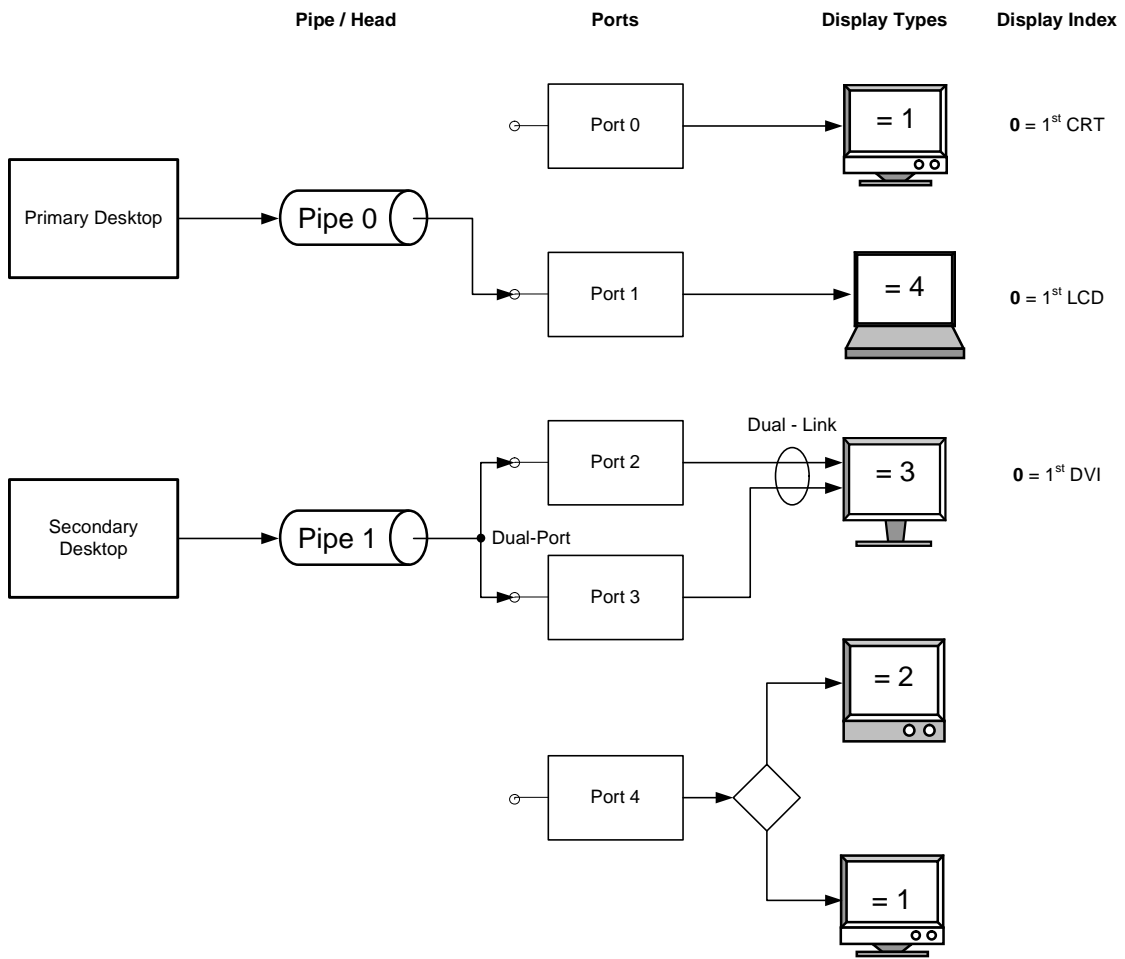 Pipe / Head
Ports
Display Types
Display Index
Port 0
= 1
0 = 1st CRT
Primary Desktop
Pipe 0
Port 1
= 4
0 = 1st LCD
Dual - Link
Port 2
= 3
0 = 1st DVI
Secondary
Desktop
Pipe 1
Dual-Port
Port 3
= 2
Port 4
= 1